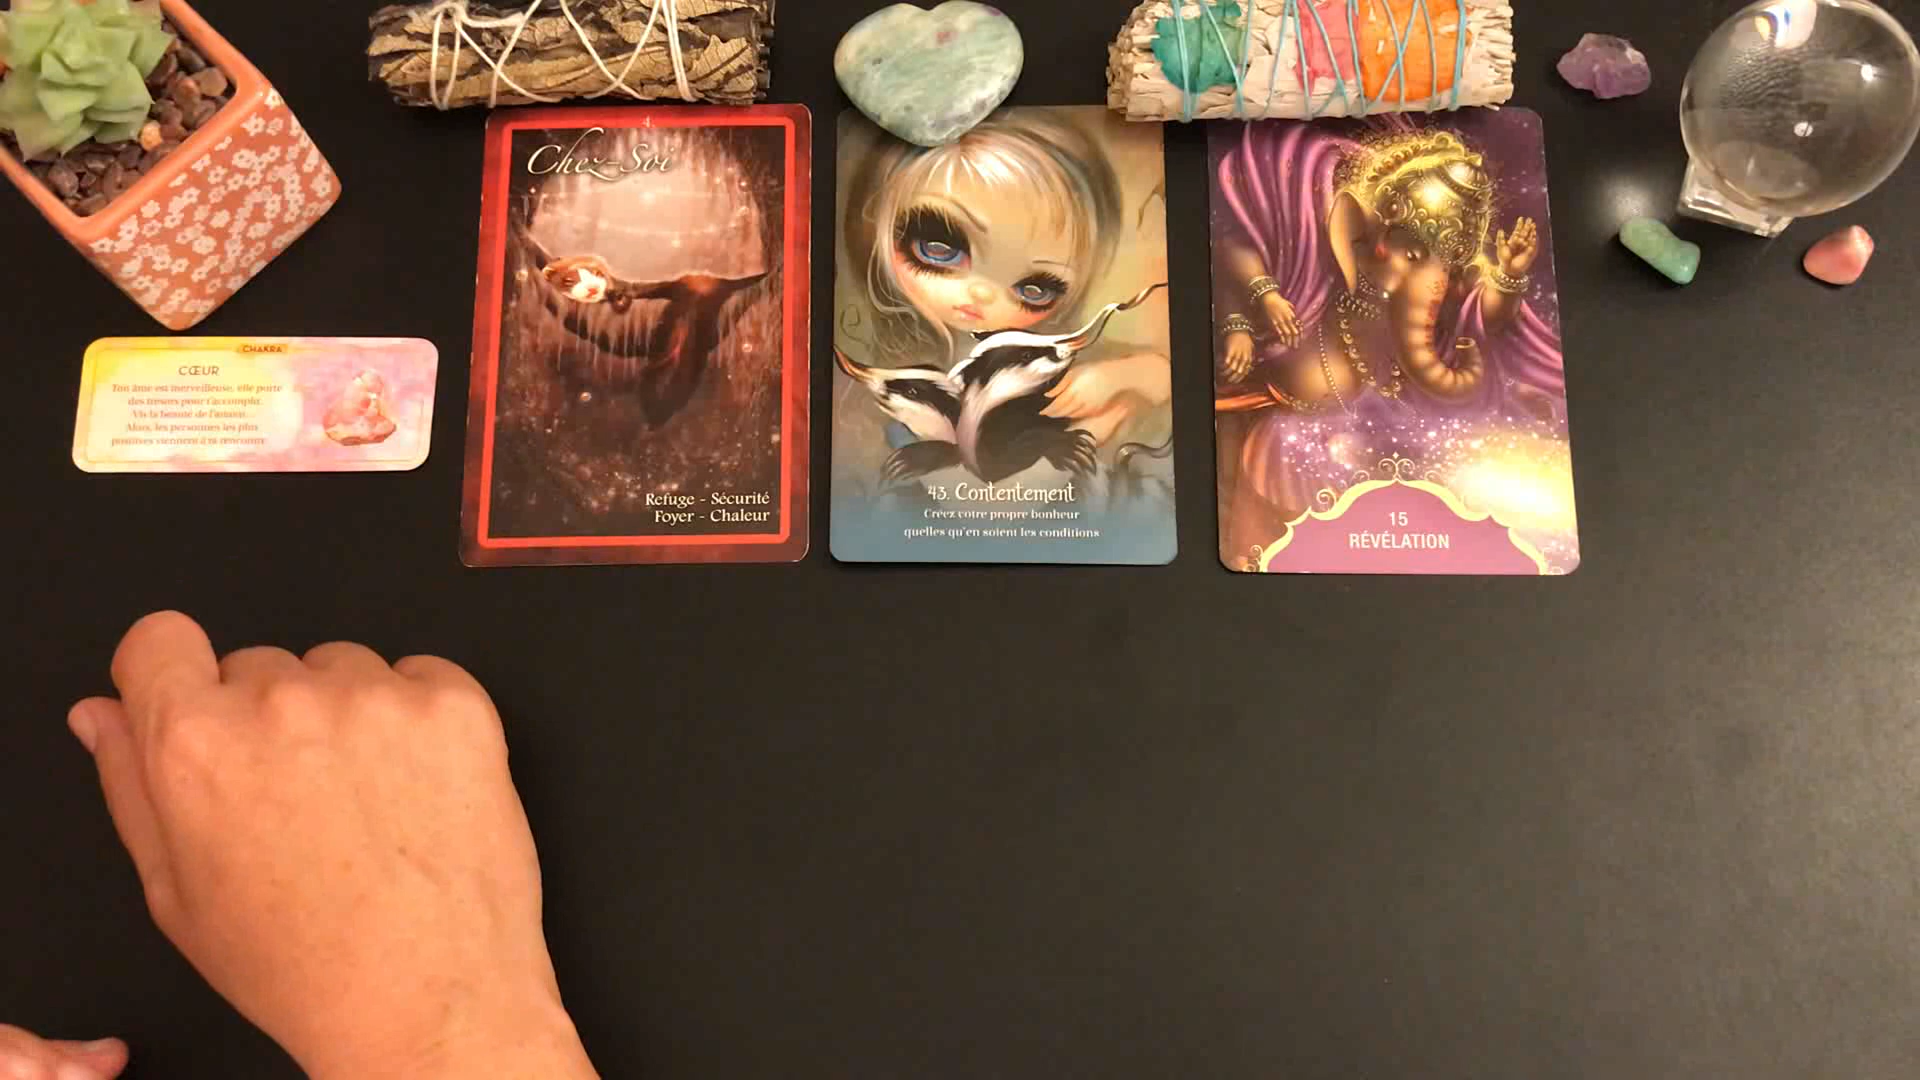 CHAKRA
CŒUR
Ton âme est merveilleuse, elle porte
des trésors pour t'accomplir.
Vis la beauté de l'autour...
Alors, les personnes les plus
positives viennent à ta rencontre.
4
Chez-Soi
Refuge - Sécurité
Foyer - Chaleur
43. Contentement
Créez votre propre bonheur
quelles qu'en soient les conditions
15
RÉVÉLATION